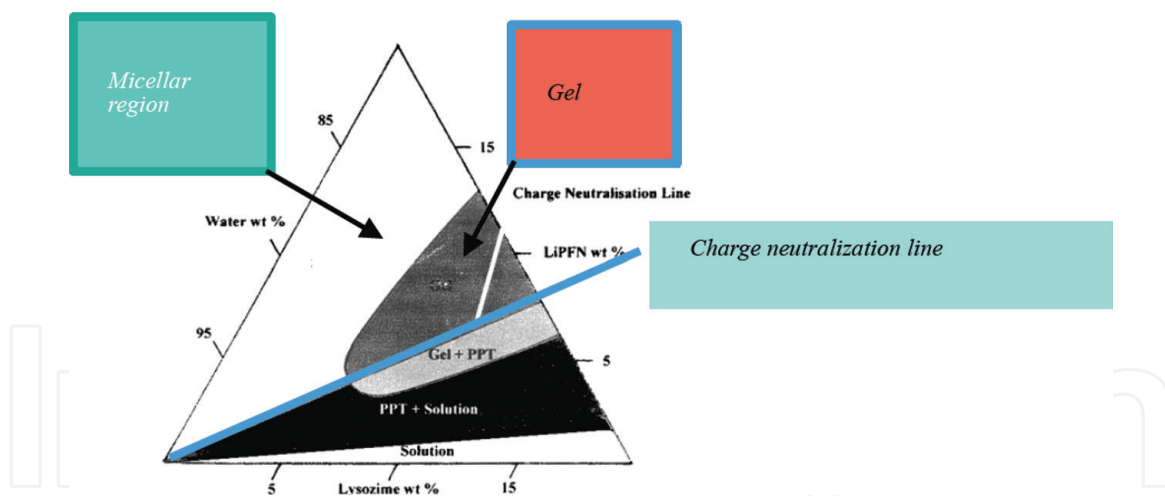 Micellar
region
Gel
85
15
Charge Neutralisation Line
Water wt %
LiPFN wt %
Charge neutralization line
95
Gel + PPT
5
PPT + Solution
Solution
5
Lysozime wt %
15